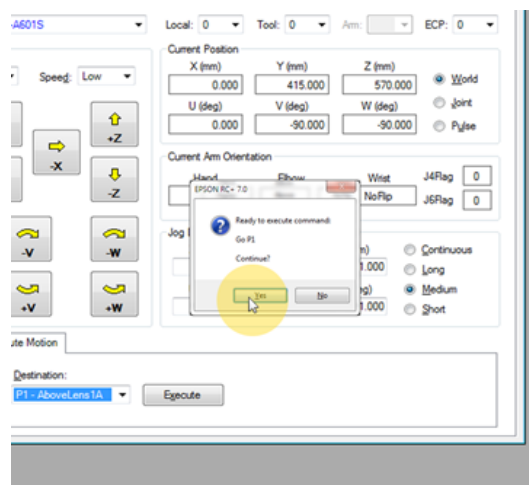 -A601S
Local: 0 Tool: 0 Arm: ECP: 0
Current Position
X (mm) Y (mm) Z (mm)
0.000 415.000 570.000
World
U (deg) V (deg) W (deg)
Joint
0.000 -90.000 -90.000
Pulse
Speed: Low
+Z
-X
-Z
-V -W
+V +W
Current Arm Orientation
Hand Elbow Wrist
NoFlip
J4Flag 0
J6Flag 0
EPSON RC+ 7.0
Ready to execute command:
Go P1
Continue?
Yes No
Jog
1.000
1.000
Continuous
Long
Medium
Short
ute Motion
Destination:
P1 - AboveLens1A
Execute